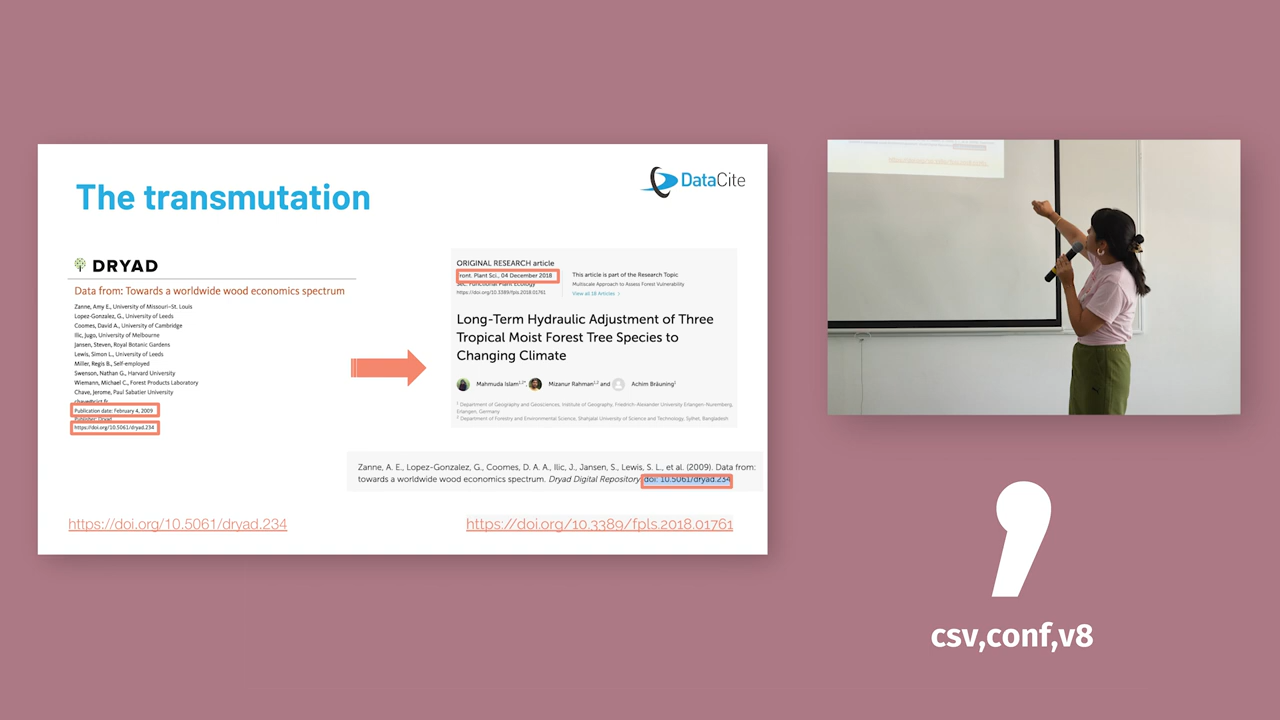 The transmutation
DataCite
DRYAD
Data from: Towards a worldwide wood economics spectrum
Zanne, Amy E., University of Missouri–St. Louis
Lopez-Gonzalez, G., University of Leeds
Coomes, David A., University of Cambridge
Ilic, Jugo, University of Melbourne
Jansen, Steven, Royal Botanic Gardens
Lewis, Simon L., University of Leeds
Miller, Regis B., Self-employed
Swenson, Nathan G., Harvard University
Wiemann, Michael C., Forest Products Laboratory
Chave, Jerome, Paul Sabatier University
Publication date: February 4, 2009
Publisher: Dryad
https://doi.org/10.5061/dryad.234
ORIGINAL RESEARCH article
Front. Plant Sci., 04 December 2018
Sec. Functional Plant Ecology
https://doi.org/10.3389/fpls.2018.01761
This article is part of the Research Topic
Multiscale Approach to Assess Forest Vulnerability
View all 18 Articles >
Long-Term Hydraulic Adjustment of Three
Tropical Moist Forest Tree Species to
Changing Climate
Mahmuda Islam1,2*, Mizanur Rahman1,2 and Achim Bräuning1
1 Department of Geography and Geosciences, Institute of Geography, Friedrich-Alexander-University Erlangen-Nuremberg,
Erlangen, Germany
2 Department of Forestry and Environmental Science, Shahjalal University of Science and Technology, Sylhet, Bangladesh
Zanne, A. E., Lopez-Gonzalez, G., Coomes, D. A. A., Ilic, J., Jansen, S., Lewis, S. L., et al. (2009). Data from:
towards a worldwide wood economics spectrum. Dryad Digital Repository doi: 10.5061/dryad.234
https://doi.org/10.5061/dryad.234
https://doi.org/10.3389/fpls.2018.01761
csv,conf,v8